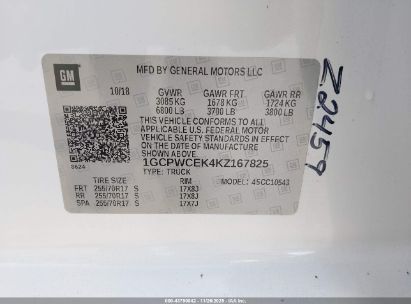 GM
MFD BY GENERAL MOTORS LLC
10/18 GVWR GAWR FRT GAWR RR
3085 KG 1678 KG 1724 KG
6800 LB 3700 LB 3800 LB
THIS VEHICLE CONFORMS TO ALL APPLICABLE
U.S. FEDERAL MOTOR
VEHICLE SAFETY STANDARDS IN EFFECT ON
THE DATE OF MANUFACTURE SHOWN ABOVE.
1GCPWCEK4KZ167825
8624 TYPE: TRUCK MODEL: 4SCC10543
TIRE SIZE RIM
FRT 255/70R17 S 17X8J
RR 255/70R17 S 17X8J
SPA 255/70R17 S 17X7J
Z2459